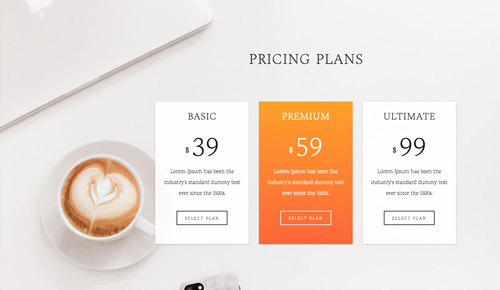 PRICING PLANS
BASIC
$ 39
Lorem Ipsum has been the
industry's standard dummy text
ever since the 1500s.
SELECT PLAN
PREMIUM
$ 59
Lorem Ipsum has been the
industry's standard dummy text
ever since the 1500s.
SELECT PLAN
ULTIMATE
$ 99
Lorem Ipsum has been the
industry's standard dummy text
ever since the 1500s.
SELECT PLAN